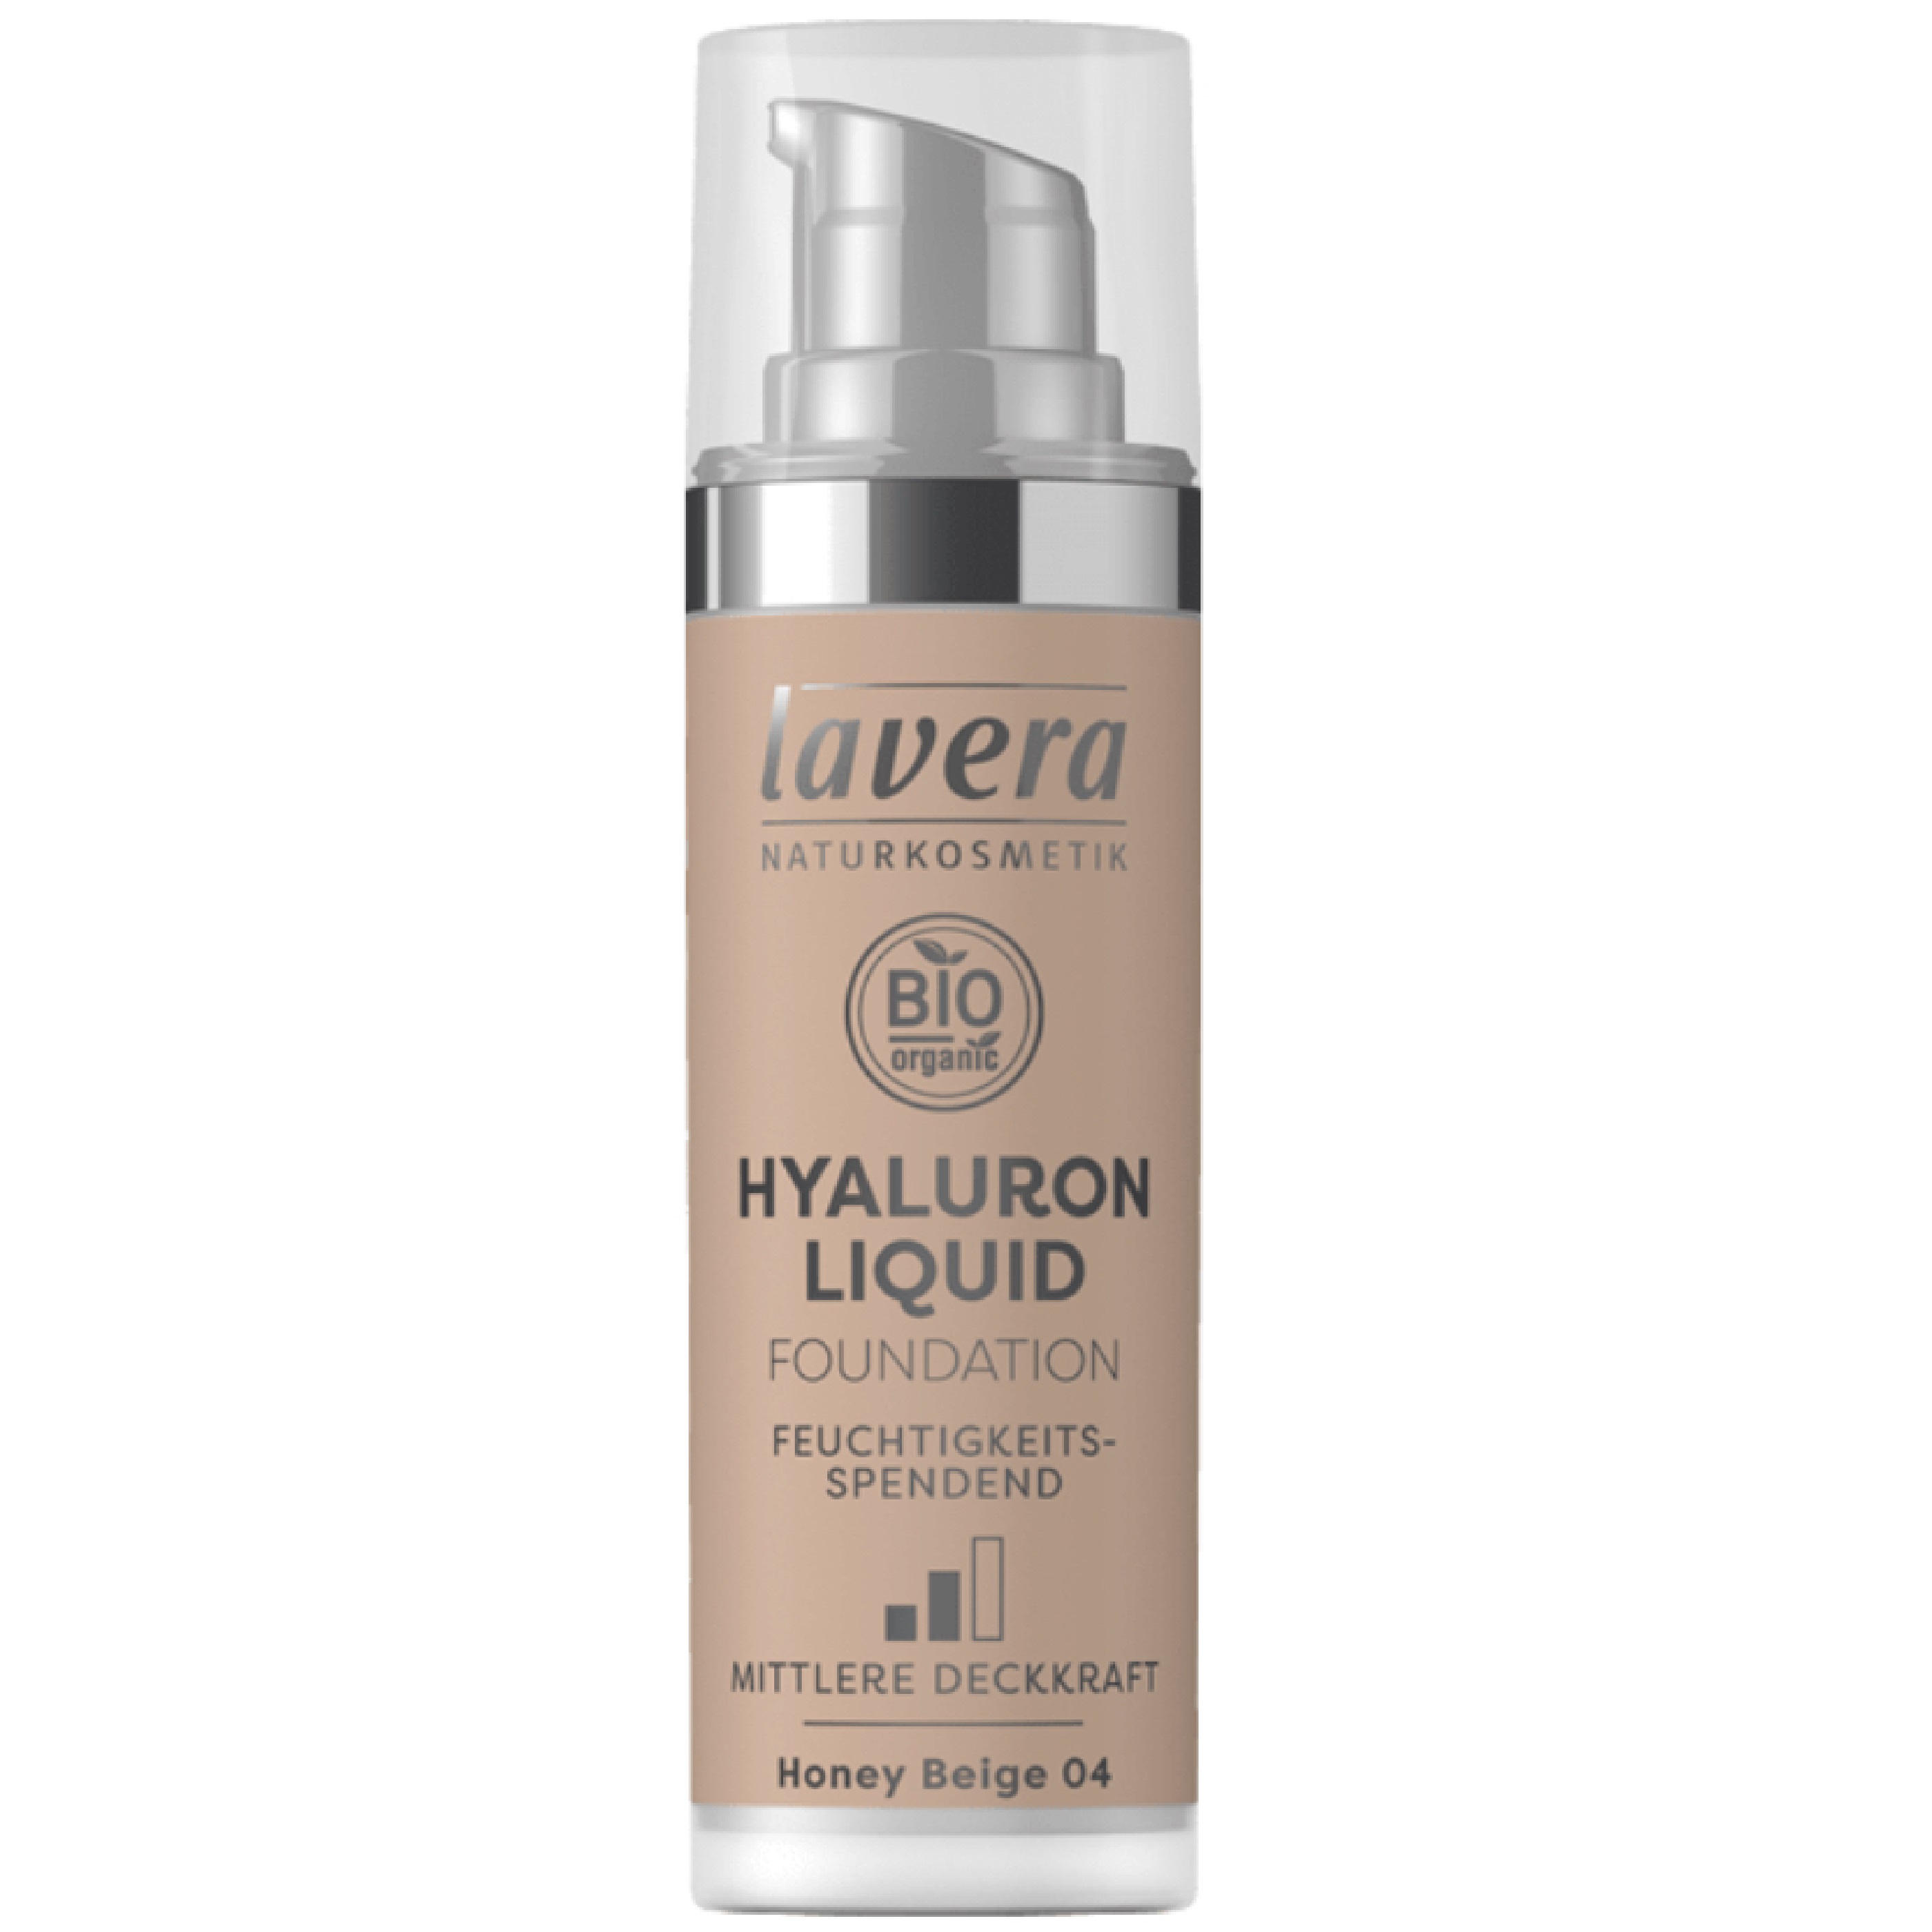 lavera
NATURKOSMETIK
BIO
organic
HYALURON
LIQUID
FOUNDATION
FEUCHTIGKEITS-
SPENDEND
MITTLERE DECKKRAFT
Honey Beige 04